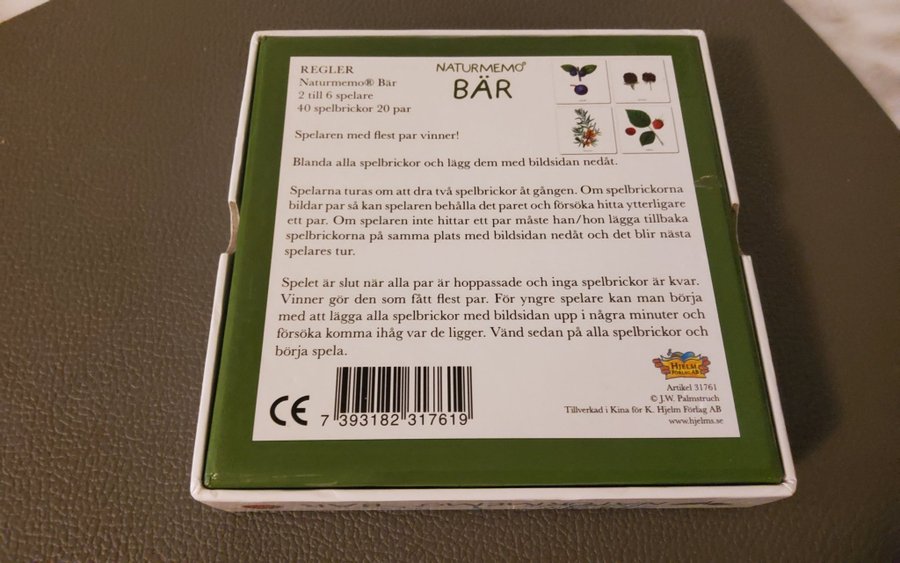 REGLER
Naturmemo® Bär
2 till 6 spelare
40 spelbrickor 20 par
NATURMEMO®
BÄR
Spelaren med flest par vinner!
Blanda alla spelbrickor och lägg dem med bildsidan nedåt.
Spelarna turas om att dra två spelbrickor åt gången. Om spelbrickorna
bildar par så kan spelaren behålla det paret och försöka hitta ytterligare
ett par. Om spelaren inte hittar ett par måste han/hon lägga tillbaka
spelbrickorna på samma plats med bildsidan nedåt och det blir nästa
spelares tur.
Spelet är slut när alla par är hoppassade och inga spelbrickor är kvar.
Vinner gör den som fått flest par. För yngre spelare kan man börja
med att lägga alla spelbrickor med bildsidan upp i några minuter och
försöka komma ihåg var de ligger. Vänd sedan på alla spelbrickor och
börja spela.
HJELM
FÖRLAG AB
Artikel 31761
© J.W. Palmstruch
Tillverkad i Kina för K. Hjelm Förlag AB
www.hjelms.se
CE
7 393182 317619